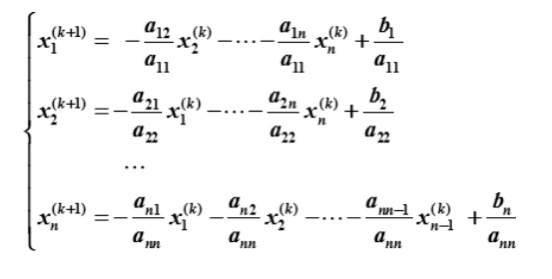 $x_1^{(k+1)} = -\frac{a_{12}}{a_{11}} x_2^{(k)} - \cdots - \frac{a_{1n}}{a_{11}} x_n^{(k)} + \frac{b_1}{a_{11}}$
$x_2^{(k+1)} = -\frac{a_{21}}{a_{22}} x_1^{(k)} - \cdots - \frac{a_{2n}}{a_{22}} x_n^{(k)} + \frac{b_2}{a_{22}}$
...
$x_n^{(k+1)} = -\frac{a_{n1}}{a_{nn}} x_1^{(k)} - \frac{a_{n2}}{a_{nn}} x_2^{(k)} - \cdots - \frac{a_{nn-1}}{a_{nn}} x_{n-1}^{(k)} + \frac{b_n}{a_{nn}}$